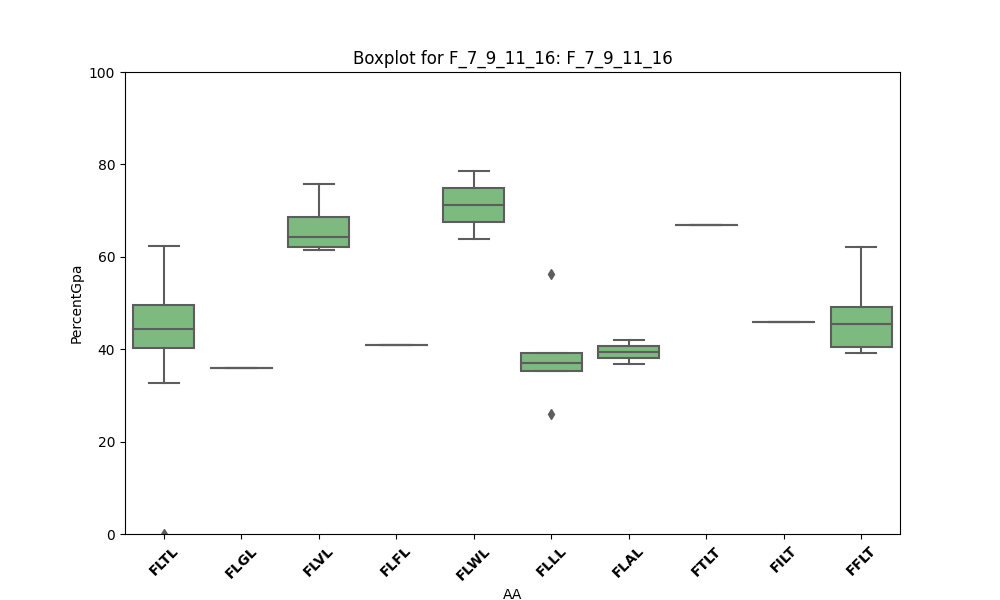 Boxplot for F_7_9_11_16: F_7_9_11_16
PercentGpa
100
80
60
40
20
0
FLTL
FLGL
FLVL
FLFL
FLWL
FLLL
FLAL
FTLT
FILT
FFLT
AA